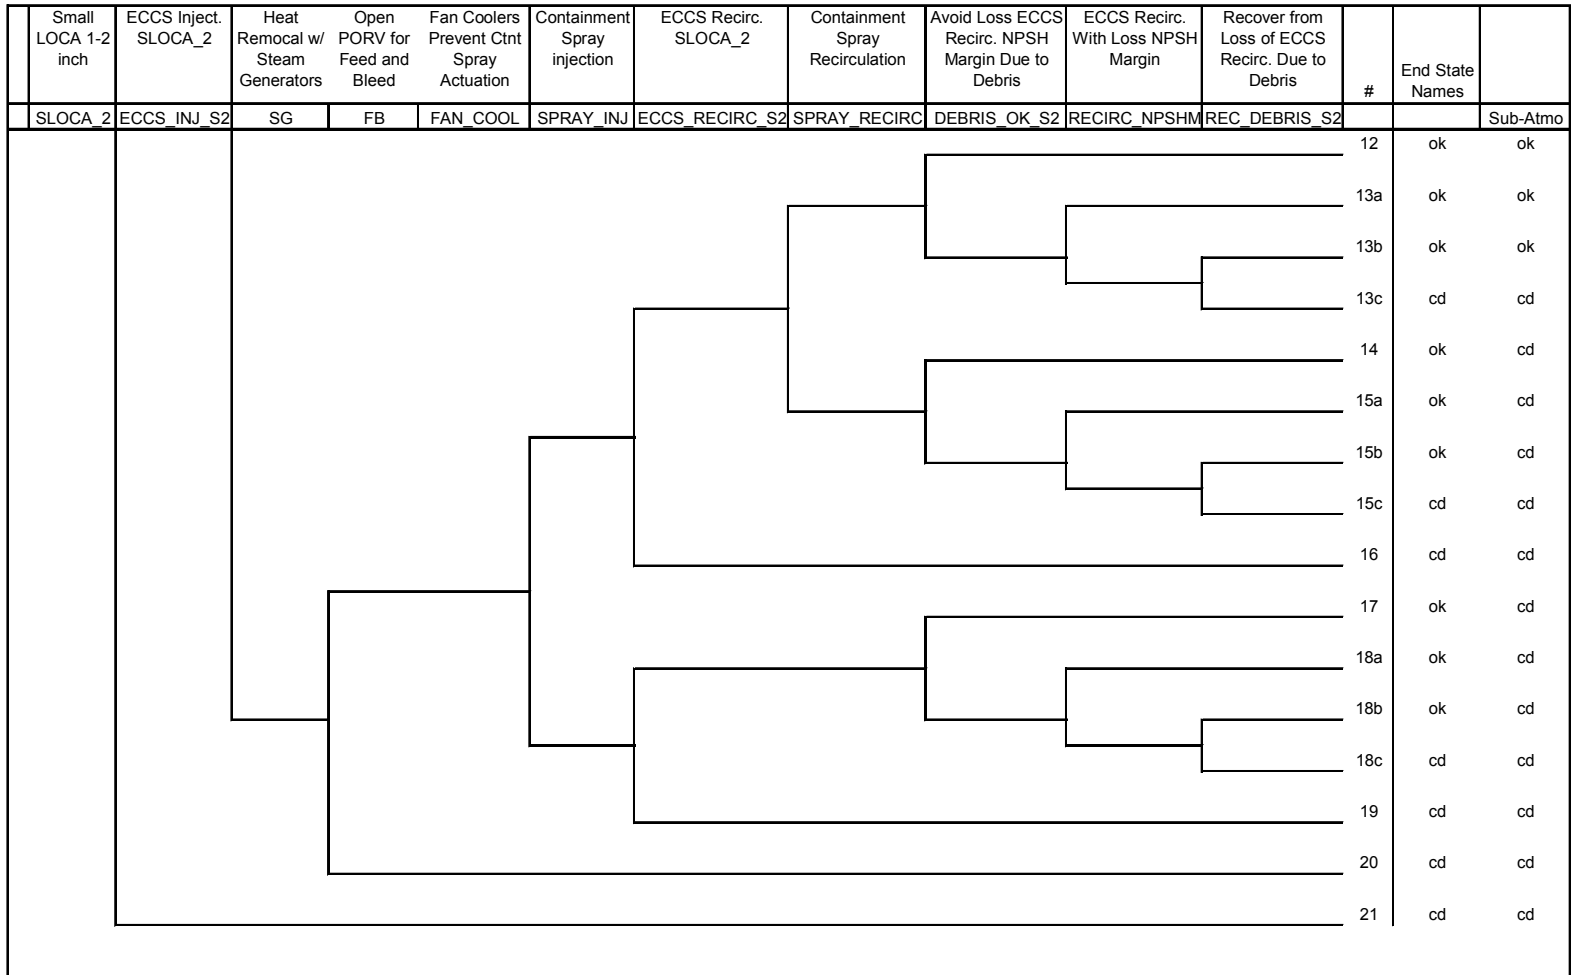 Small LOCA 1-2 inch
ECCS Inject. SLOCA_2
Heat Remocal w/ Steam Generators
Open PORV for Feed and Bleed
Fan Coolers Prevent Ctnt Spray Actuation
Containment Spray injection
ECCS Recirc. SLOCA_2
Containment Spray Recirculation
Avoid Loss ECCS Recirc. NPSH Margin Due to Debris
ECCS Recirc. With Loss NPSH Margin
Recover from Loss of ECCS Recirc. Due to Debris
#
End State Names
SLOCA_2 ECCS_INJ_S2 SG FB FAN_COOL SPRAY_INJ ECCS_RECIRC_S2 SPRAY_RECIRC DEBRIS_OK_S2 RECIRC_NPSHM REC_DEBRIS_S2 Sub-Atmo
12 ok ok
13a ok ok
13b ok ok
13c cd cd
14 ok cd
15a ok cd
15b ok cd
15c cd cd
16 cd cd
17 ok cd
18a ok cd
18b ok cd
18c cd cd
19 cd cd
20 cd cd
21 cd cd